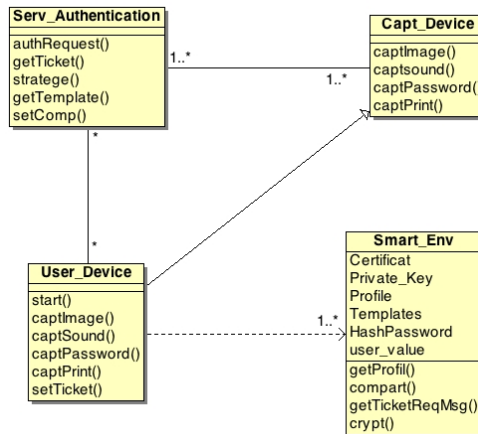 Serv_Authentication
authRequest()
getTicket()
stratege()
getTemplate()
setComp()
1..*
1..*
Capt_Device
captImage()
captsound()
captPassword()
captPrint()
*
*
User_Device
start()
captImage()
captSound()
captPassword()
captPrint()
setTicket()
1..*
Smart_Env
Certificat
Private_Key
Profile
Templates
HashPassword
user_value
getProfil()
compart()
getTicketReqMsg()
crypt()